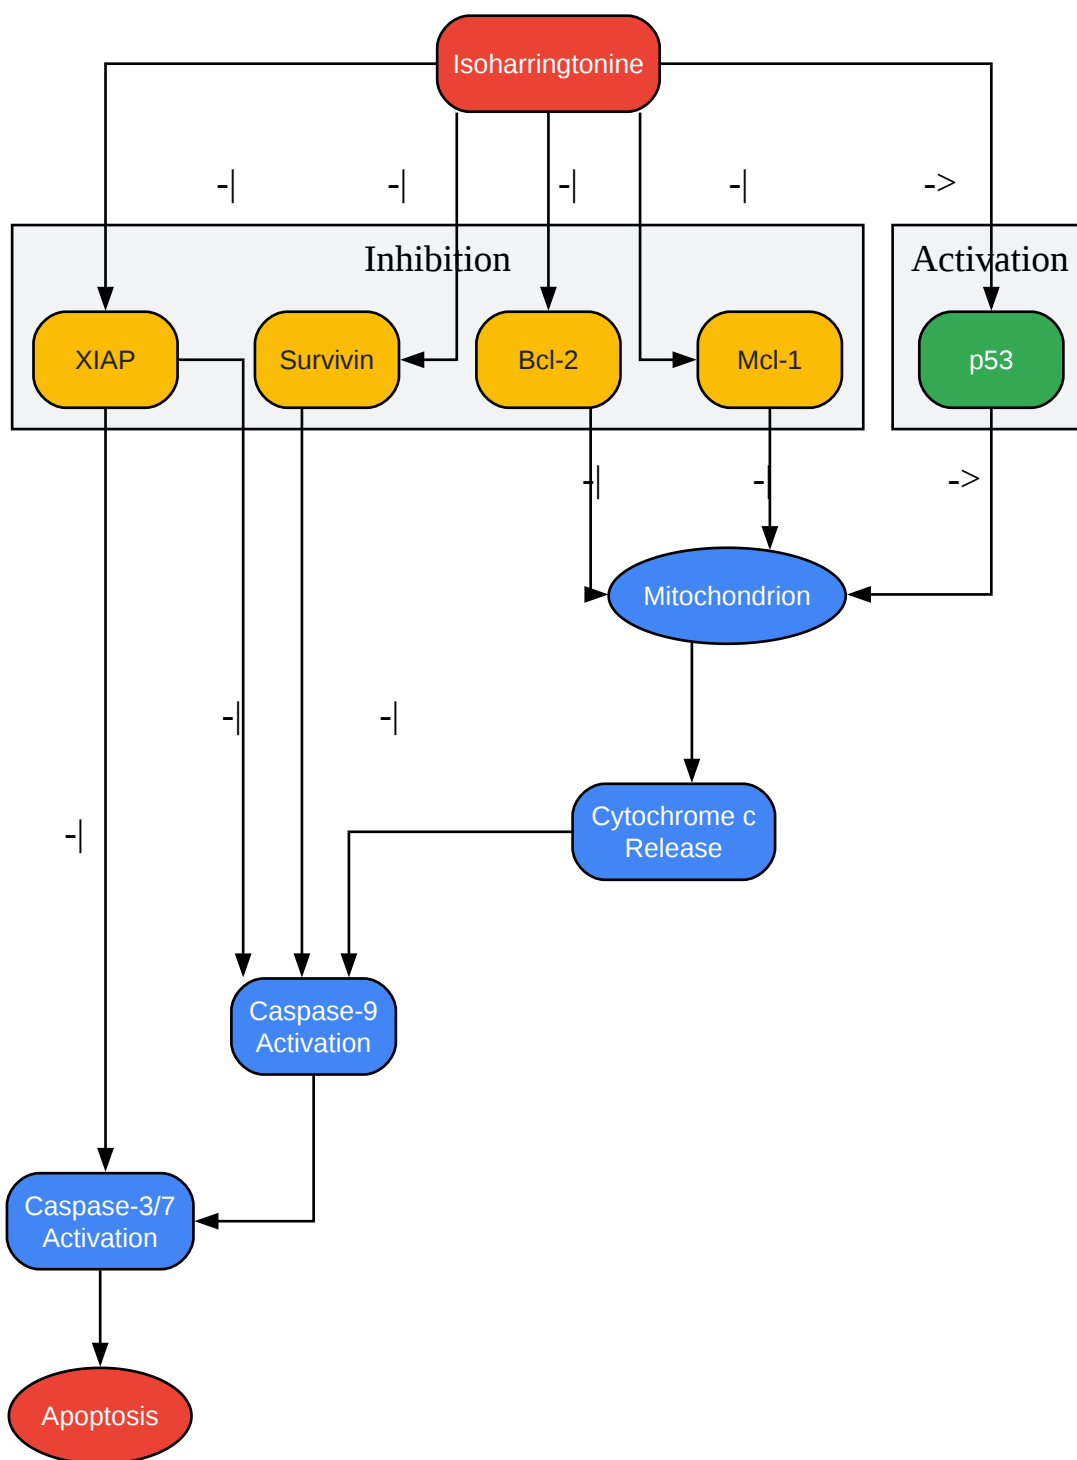 Isoharringtonine
-|
-|
-|
-|
->
Inhibition
Activation
XIAP
Survivin
Bcl-2
Mcl-1
p53
-|
-|
->
Mitochondrion
-|
-|
Cytochrome c
Release
-|
Caspase-9
Activation
Caspase-3/7
Activation
Apoptosis